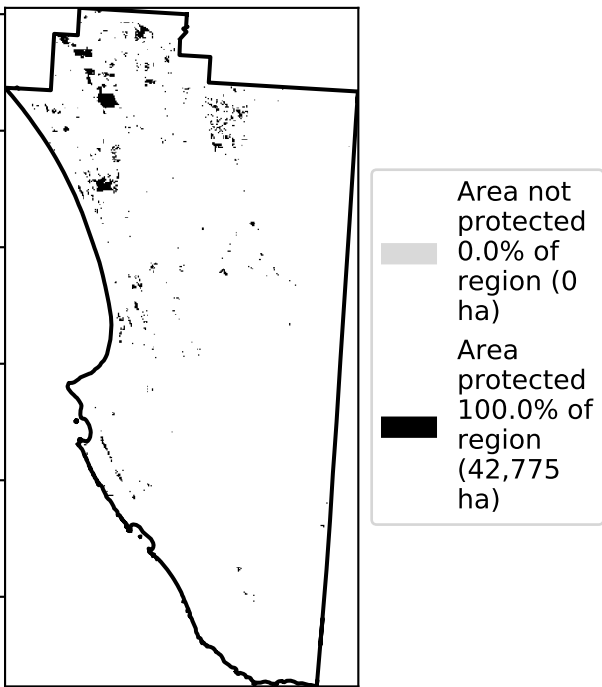 Area not
protected
0.0% of
region (0
ha)
Area
protected
100.0% of
region
(42,775
ha)